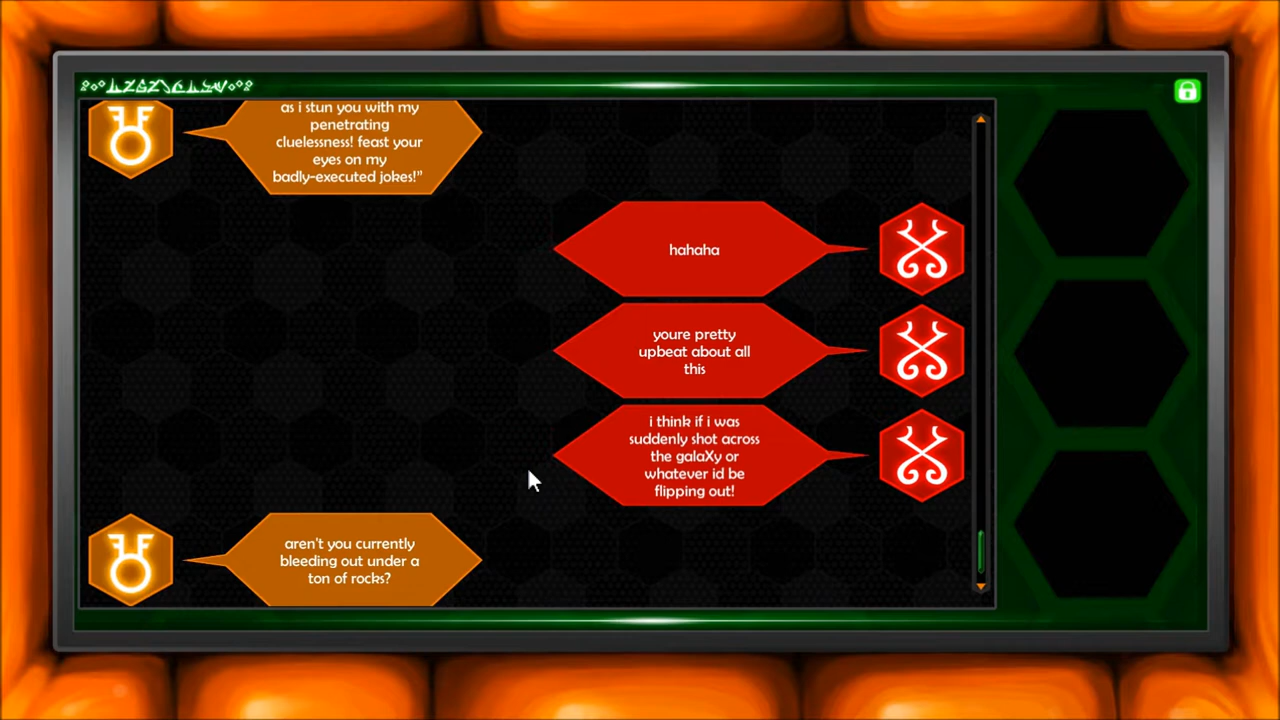 as i stun you with my
penetrating
cluelessness! feast your
eyes on my
badly-executed jokes!”
hahaha
youre pretty
upbeat about all
this
i think if i was
suddenly shot across
the galaXy or
whatever id be
flipping out!
aren't you currently
bleeding out under a
ton of rocks?